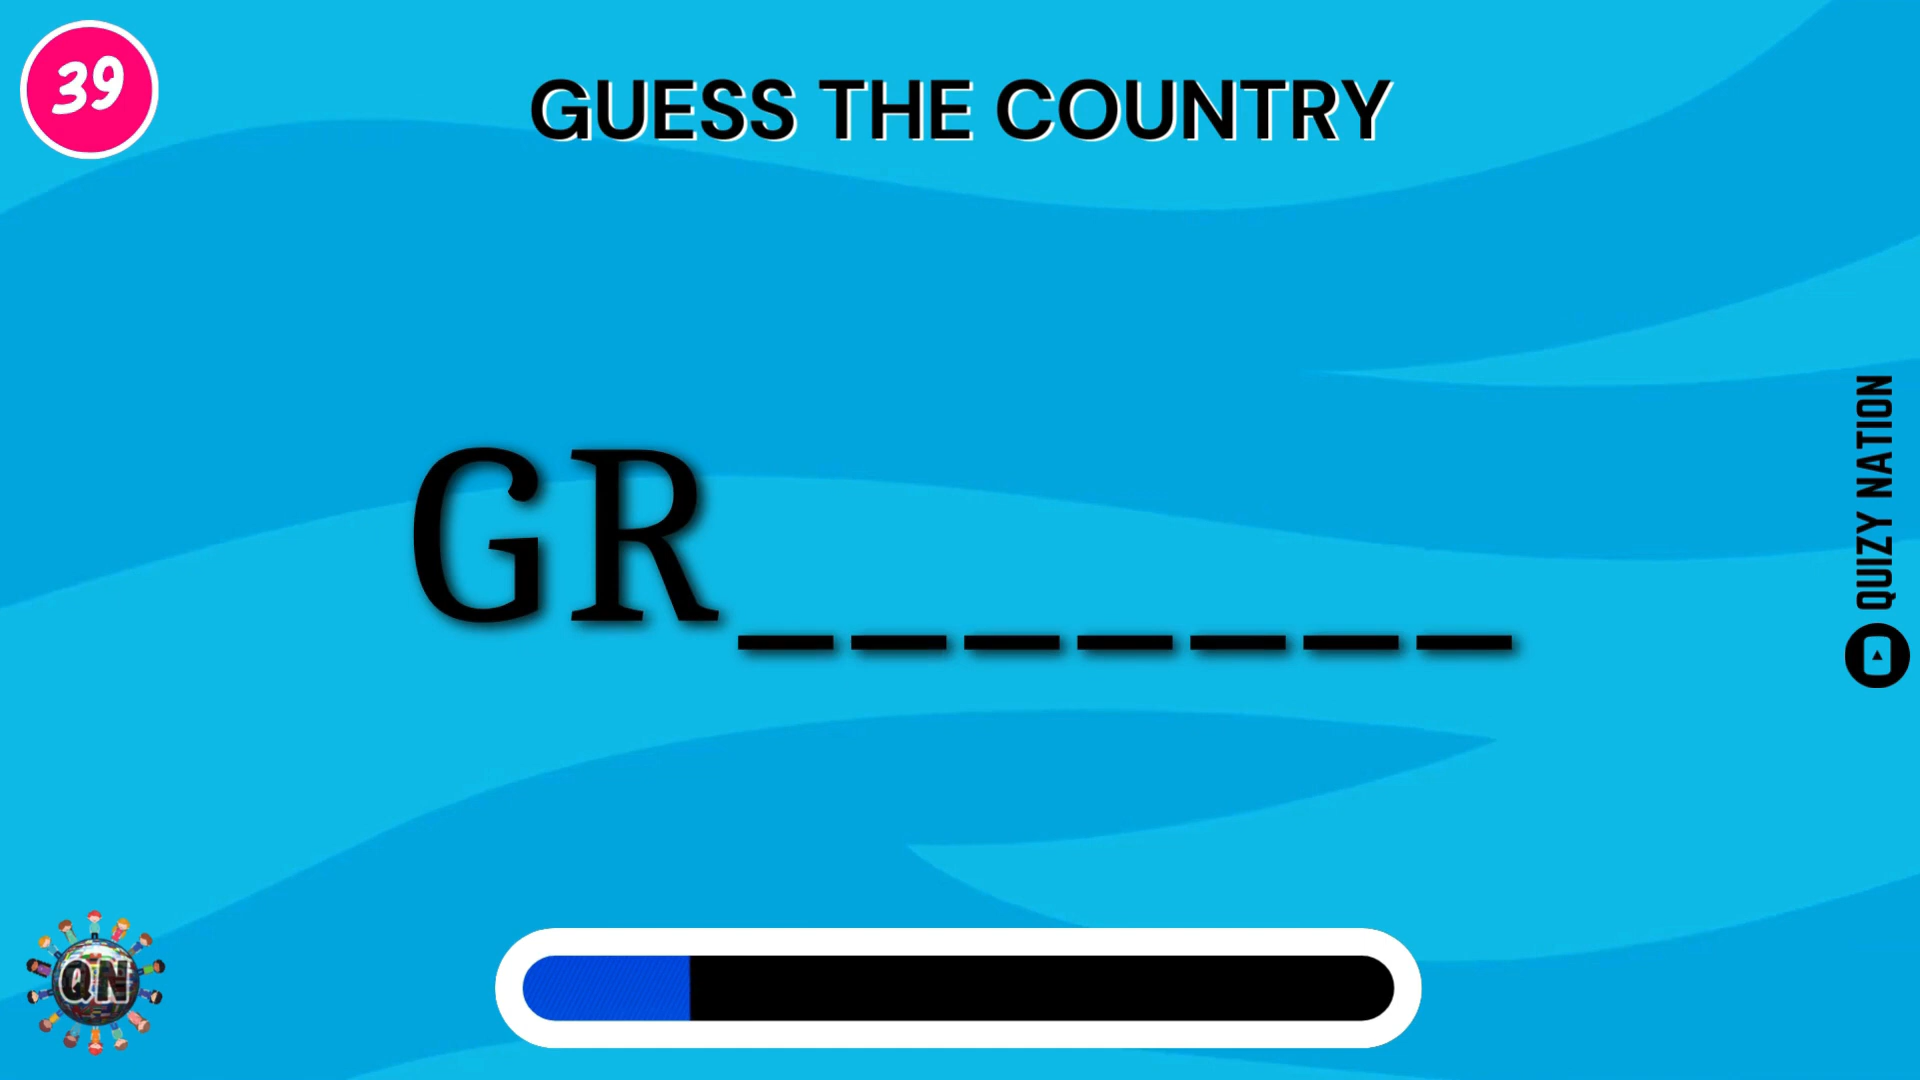 39
GUESS THE COUNTRY
GR_______
QUIZY NATION
QN